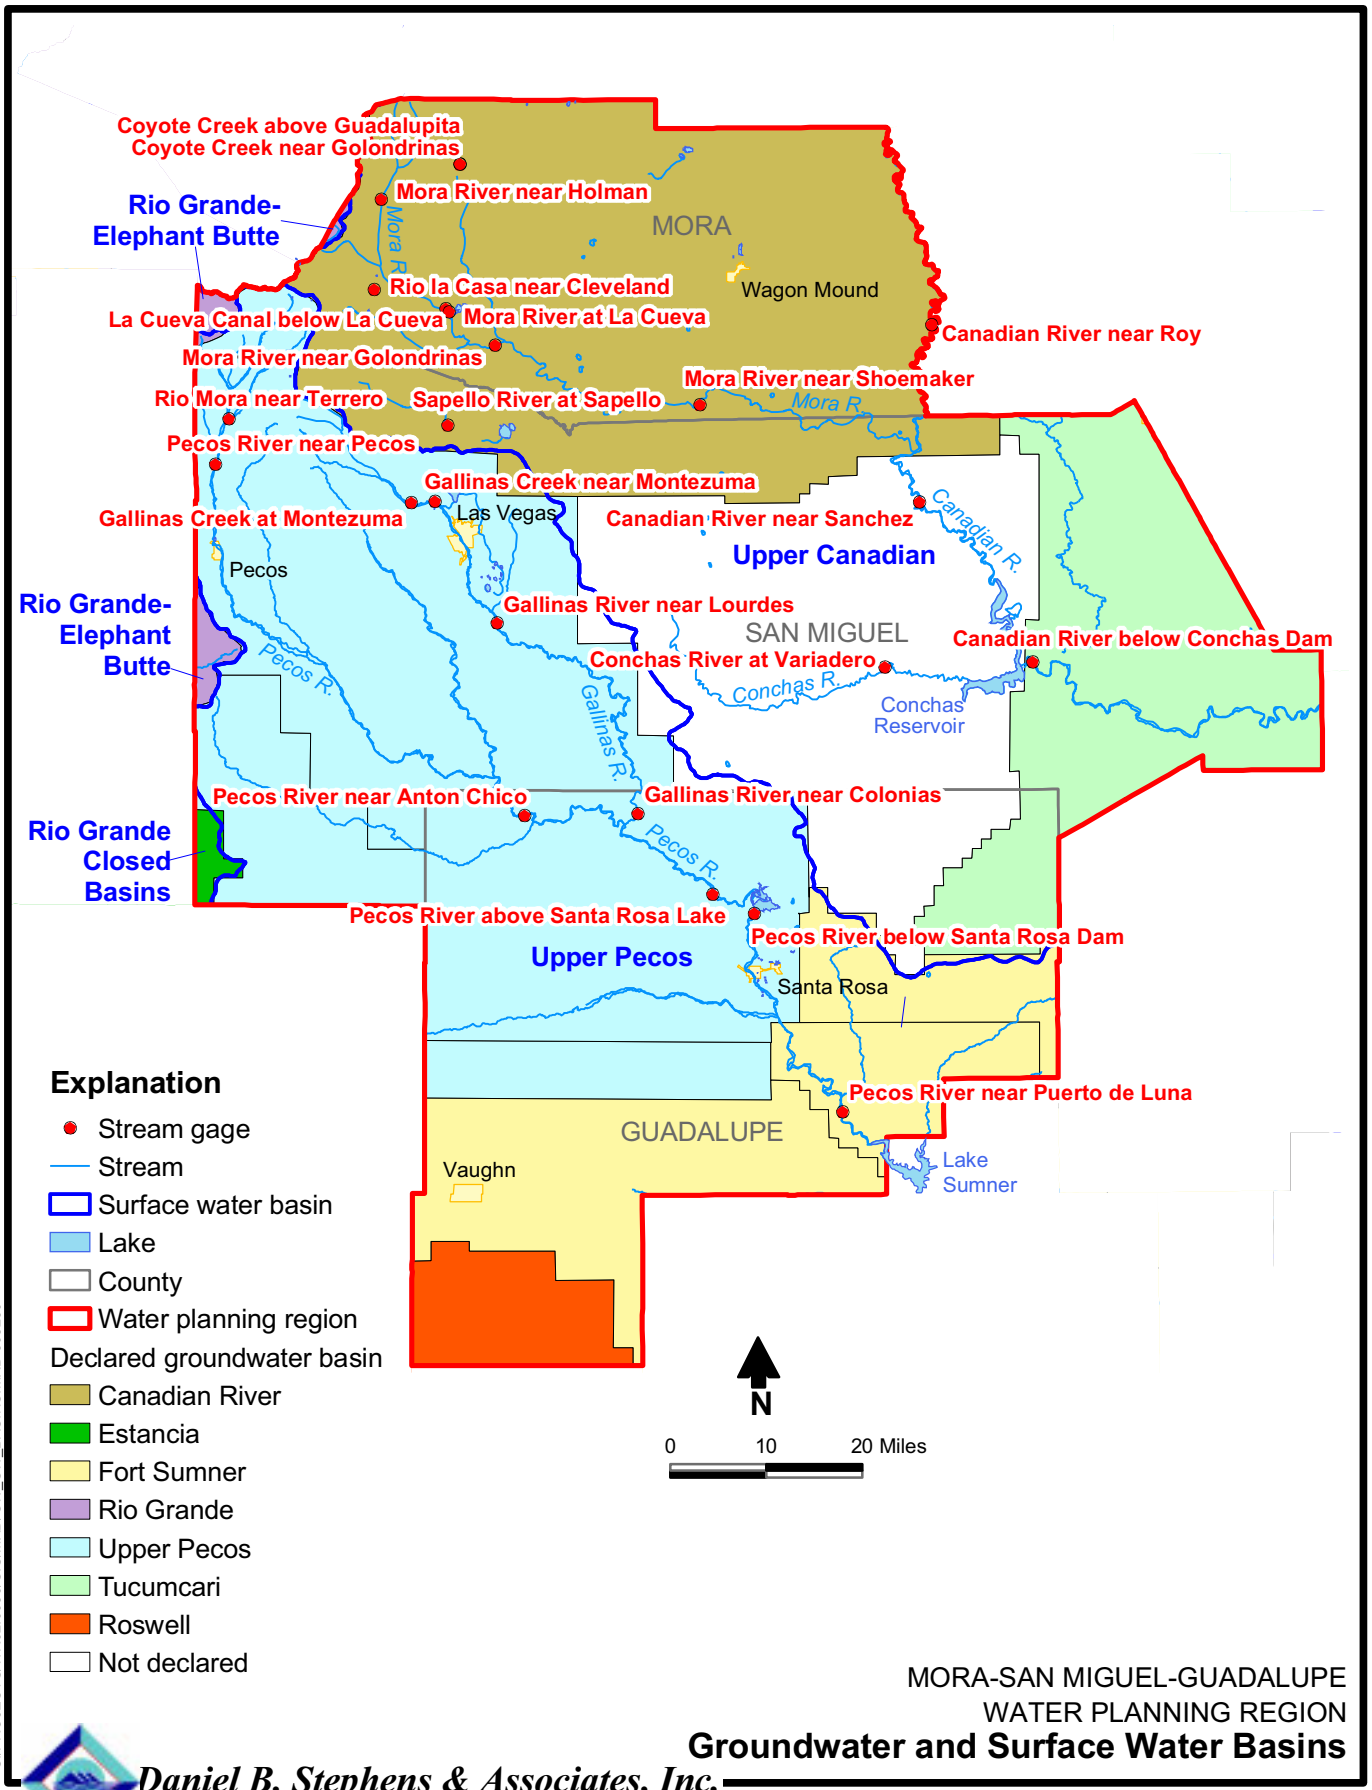 Coyote Creek above Guadalupita
Coyote Creek near Golondrinas
Mora River near Holman
Rio Grande-
Elephant Butte
Mora R.
MORA
Wagon Mound
Rio la Casa near Cleveland
La Cueva Canal below La Cueva
Mora River at La Cueva
Canadian River near Roy
Mora River near Golondrinas
Mora River near Shoemaker
Rio Mora near Terrero
Sapello River at Sapello
Mora R.
Pecos River near Pecos
Gallinas Creek near Montezuma
Gallinas Creek at Montezuma
Las Vegas
Canadian River near Sanchez
Canadian R.
Upper Canadian
Pecos
Rio Grande-
Elephant
Butte
Gallinas River near Lourdes
SAN MIGUEL
Canadian River below Conchas Dam
Conchas River at Variadero
Pecos R.
Conchas R.
Gallinas R.
Conchas
Reservoir
Pecos River near Anton Chico
Gallinas River near Colonias
Rio Grande
Closed
Basins
Pecos R.
Pecos River above Santa Rosa Lake
Pecos River below Santa Rosa Dam
Upper Pecos
Santa Rosa
Pecos River near Puerto de Luna
GUADALUPE
Lake
Sumner
Vaughn
Explanation
Stream gage
Stream
Surface water basin
Lake
County
Water planning region
Declared groundwater basin
Canadian River
Estancia
Fort Sumner
Rio Grande
Upper Pecos
Tucumcari
Roswell
Not declared
N
0 10 20 Miles
MORA-SAN MIGUEL-GUADALUPE
WATER PLANNING REGION
Groundwater and Surface Water Basins
Daniel B. Stephens & Associates, Inc.